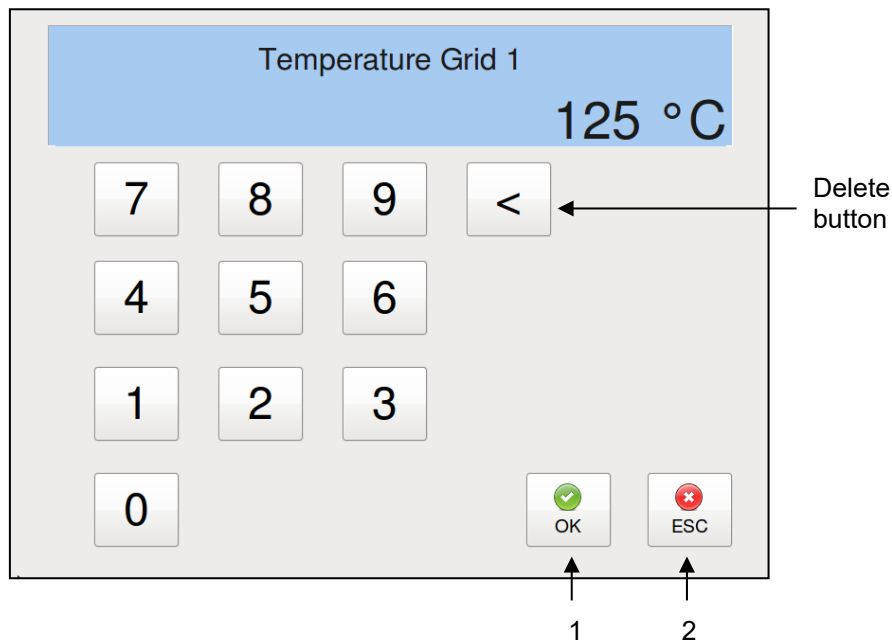 Temperature Grid 1
125 °C
7 8 9 <
Delete
button
4 5 6
1 2 3
0
OK ESC
1 2